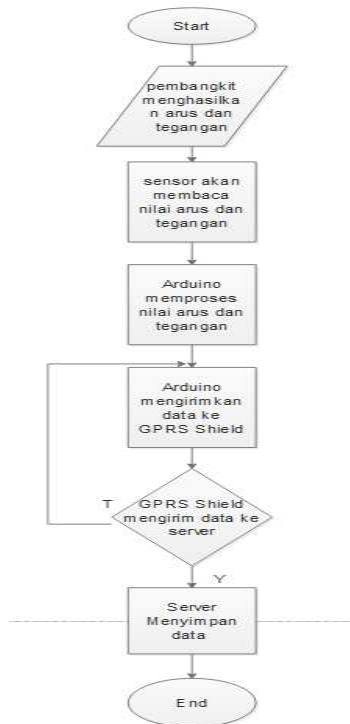 Start
pembangkit
menghasilka
n arus dan
tegangan
sensor akan
membaca
nilai arus dan
tegangan
Arduino
memproses
nilai arus dan
tegangan
Arduino
mengirimkan
data ke
GPRS Shield
T
GPRS Shield
mengirim data ke
server
Y
Server
Menyimpan
data
End